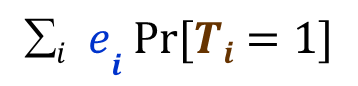 ∑ᵢ eᵢ Pr[Tᵢ = 1]